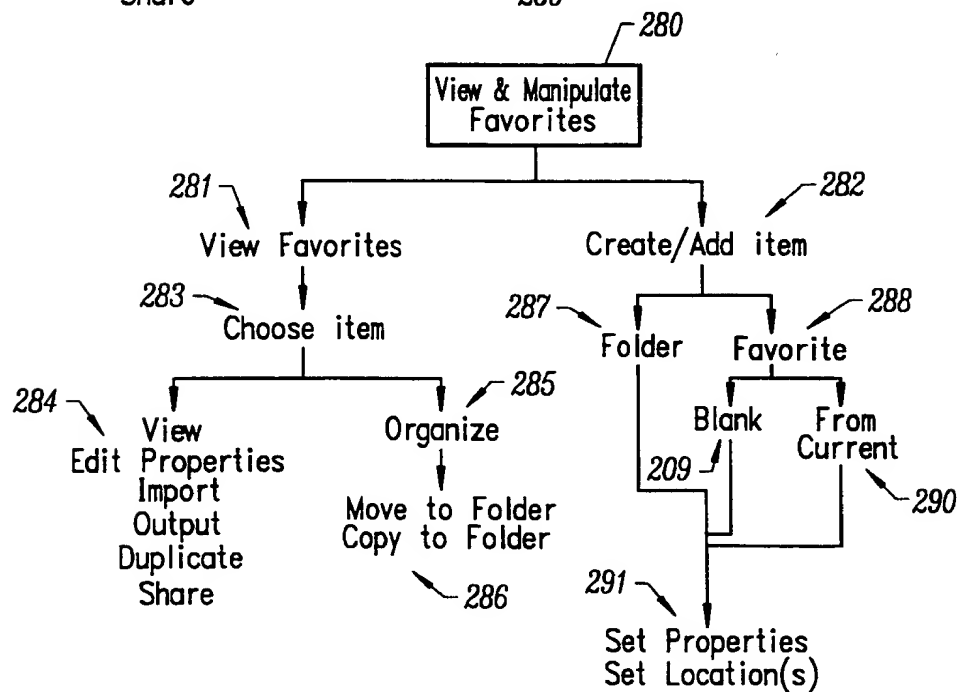 280
View & Manipulate
Favorites
281
282
View Favorites
Create/Add item
283
287
288
Choose item
Folder
Favorite
284
285
View
Organize
Blank
From
Current
Edit Properties
209
290
Import
Output
Duplicate
Share
Move to Folder
Copy to Folder
286
291
Set Properties
Set Location(s)